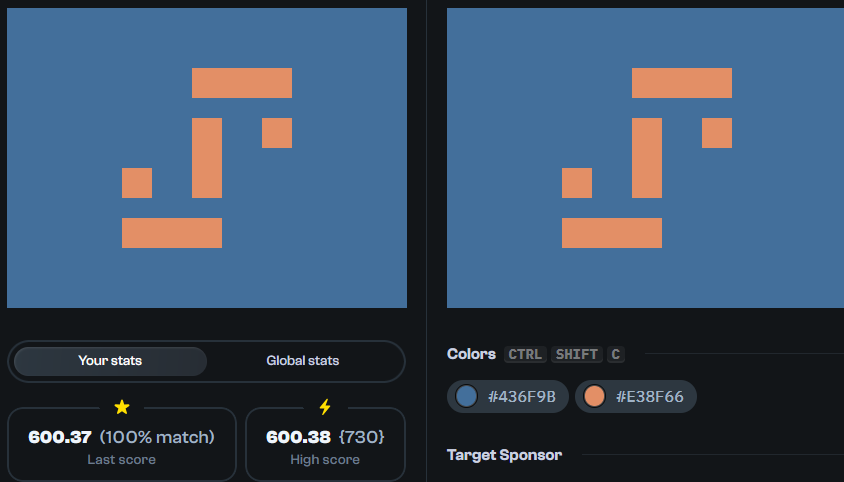 Your stats
Global stats
600.37 (100% match)
Last score
600.38 {730}
High score
Colors CTRL SHIFT C
#436F9B
#E38F66
Target Sponsor